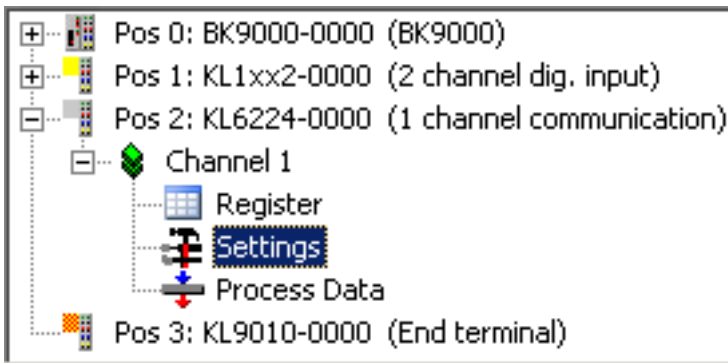 Pos 0: BK9000-0000 (BK9000)
Pos 1: KL1xx2-0000 (2 channel dig. input)
Pos 2: KL6224-0000 (1 channel communication)
Channel 1
Register
Settings
Process Data
Pos 3: KL9010-0000 (End terminal)